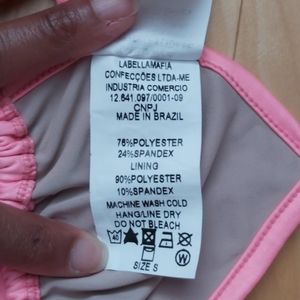 LABELLAMAFIA
CONFECÇÕES LTDA-ME
INDUSTRIA COMERCIO
12.641.097/0001-09
CNPJ
MADE IN BRAZIL
76%POLYESTER
24%SPANDEX
LINING
90%POLYESTER
10%SPANDEX
MACHINE WASH COLD
HANG/LINE DRY
DO NOT BLEACH
SIZE S